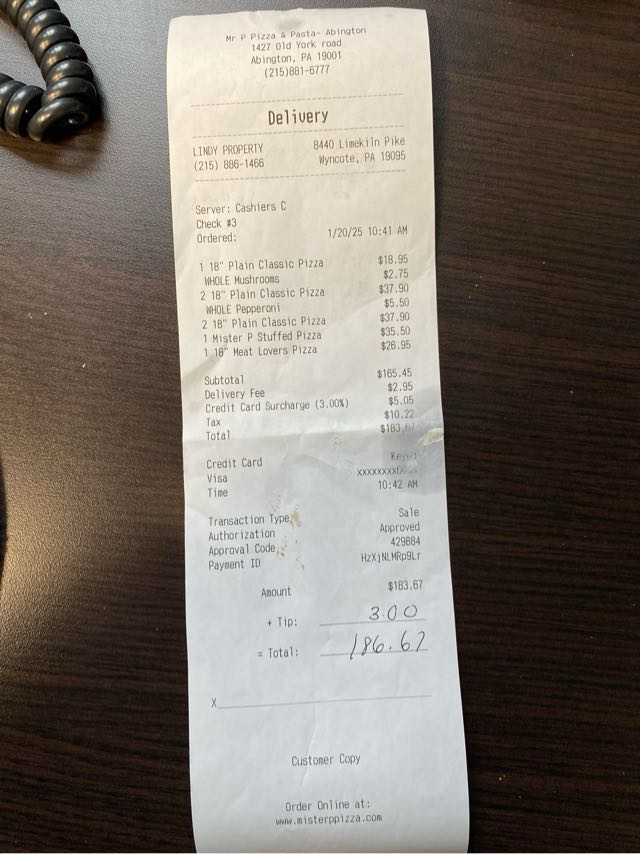 Mr P Pizza & Pasta- Abington
1427 Old York road
Abington, PA 19001
(215)881-6777
Delivery
LINDY PROPERTY 8440 Limekiln Pike
(215) 886-1466 Wyncote, PA 19095
Server: Cashiers C
Check #3
Ordered: 1/20/25 10:41 AM
1 18" Plain Classic Pizza $18.95
WHOLE Mushrooms $2.75
2 18" Plain Classic Pizza $37.90
WHOLE Pepperoni $5.50
2 18" Plain Classic Pizza $37.90
1 Mister P Stuffed Pizza $35.50
1 18" Meat Lovers Pizza $26.95
Subtotal $165.45
Delivery Fee $2.95
Credit Card Surcharge (3.00%) $5.05
Tax $10.22
Total $183.67
Credit Card
Visa
Time 10:42 AM
Transaction Type Sale
Authorization Approved
Approval Code 429884
Payment ID HzXjNLMRp9Lr
Amount $183.67
+ Tip: 3.00
= Total: 186.67
X
Customer Copy
Order Online at:
www.misterppizza.com